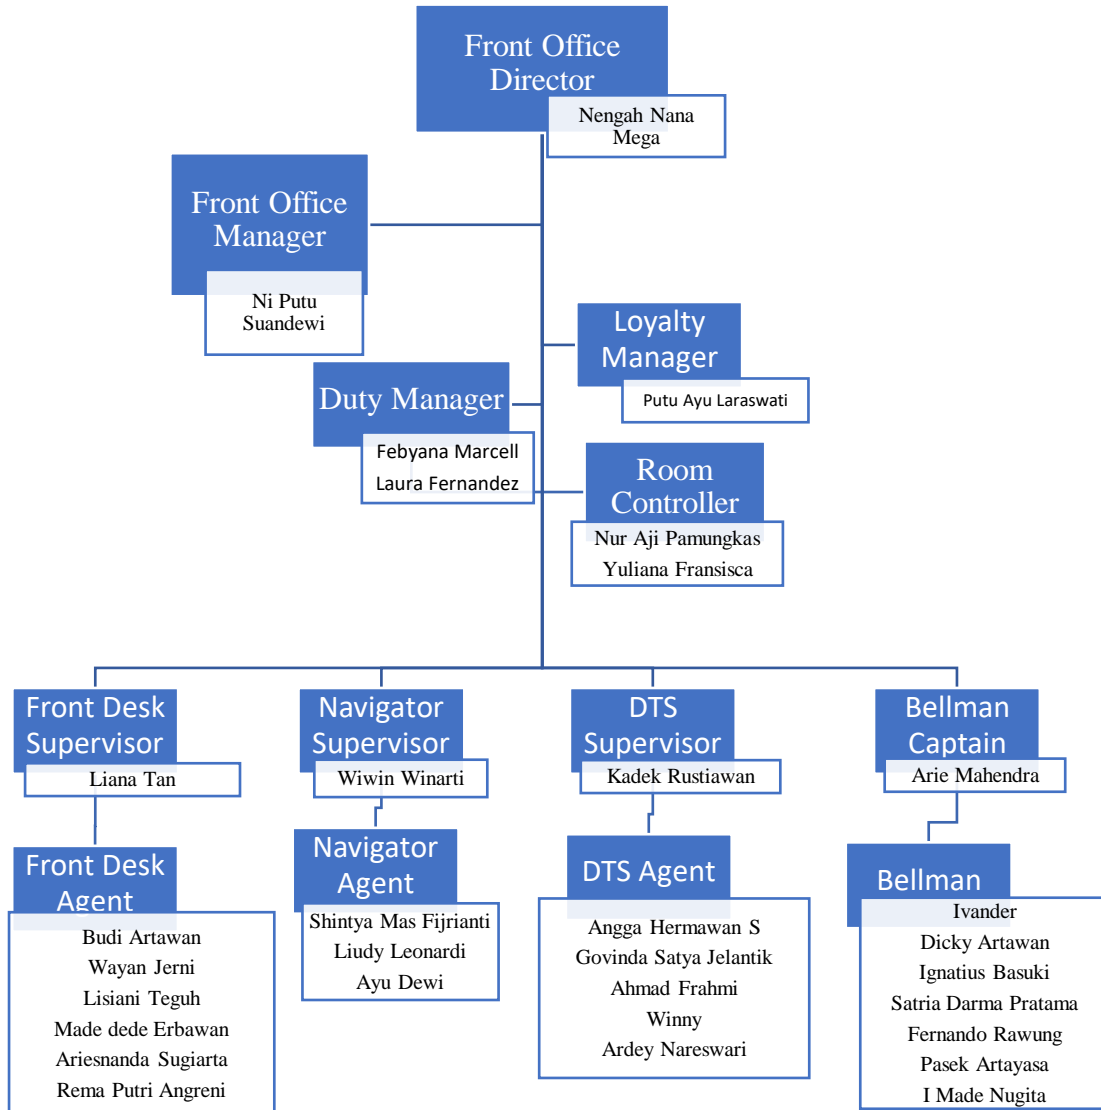 Front Office
Director
Nengah Nana
Mega
Front Office
Manager
Ni Putu
Suandewi
Loyalty
Manager
Putu Ayu Laraswati
Duty Manager
Febyana Marcell
Laura Fernandez
Room
Controller
Nur Aji Pamungkas
Yuliana Fransisca
Front Desk
Supervisor
Liana Tan
Navigator
Supervisor
Wiwin Winarti
DTS
Supervisor
Kadek Rustiawan
Bellman
Captain
Arie Mahendra
Front Desk
Agent
Budi Artawan
Wayan Jerni
Lisiani Teguh
Made dede Erbawan
Ariesnanda Sugiarta
Rema Putri Angreni
Navigator
Agent
Shintya Mas Fijrianti
Liudy Leonardi
Ayu Dewi
DTS Agent
Angga Hermawan S
Govinda Satya Jelantik
Ahmad Frahmi
Winny
Ardey Nareswari
Bellman
Ivander
Dicky Artawan
Ignatius Basuki
Satria Darma Pratama
Fernando Rawung
Pasek Artayasa
I Made Nugita